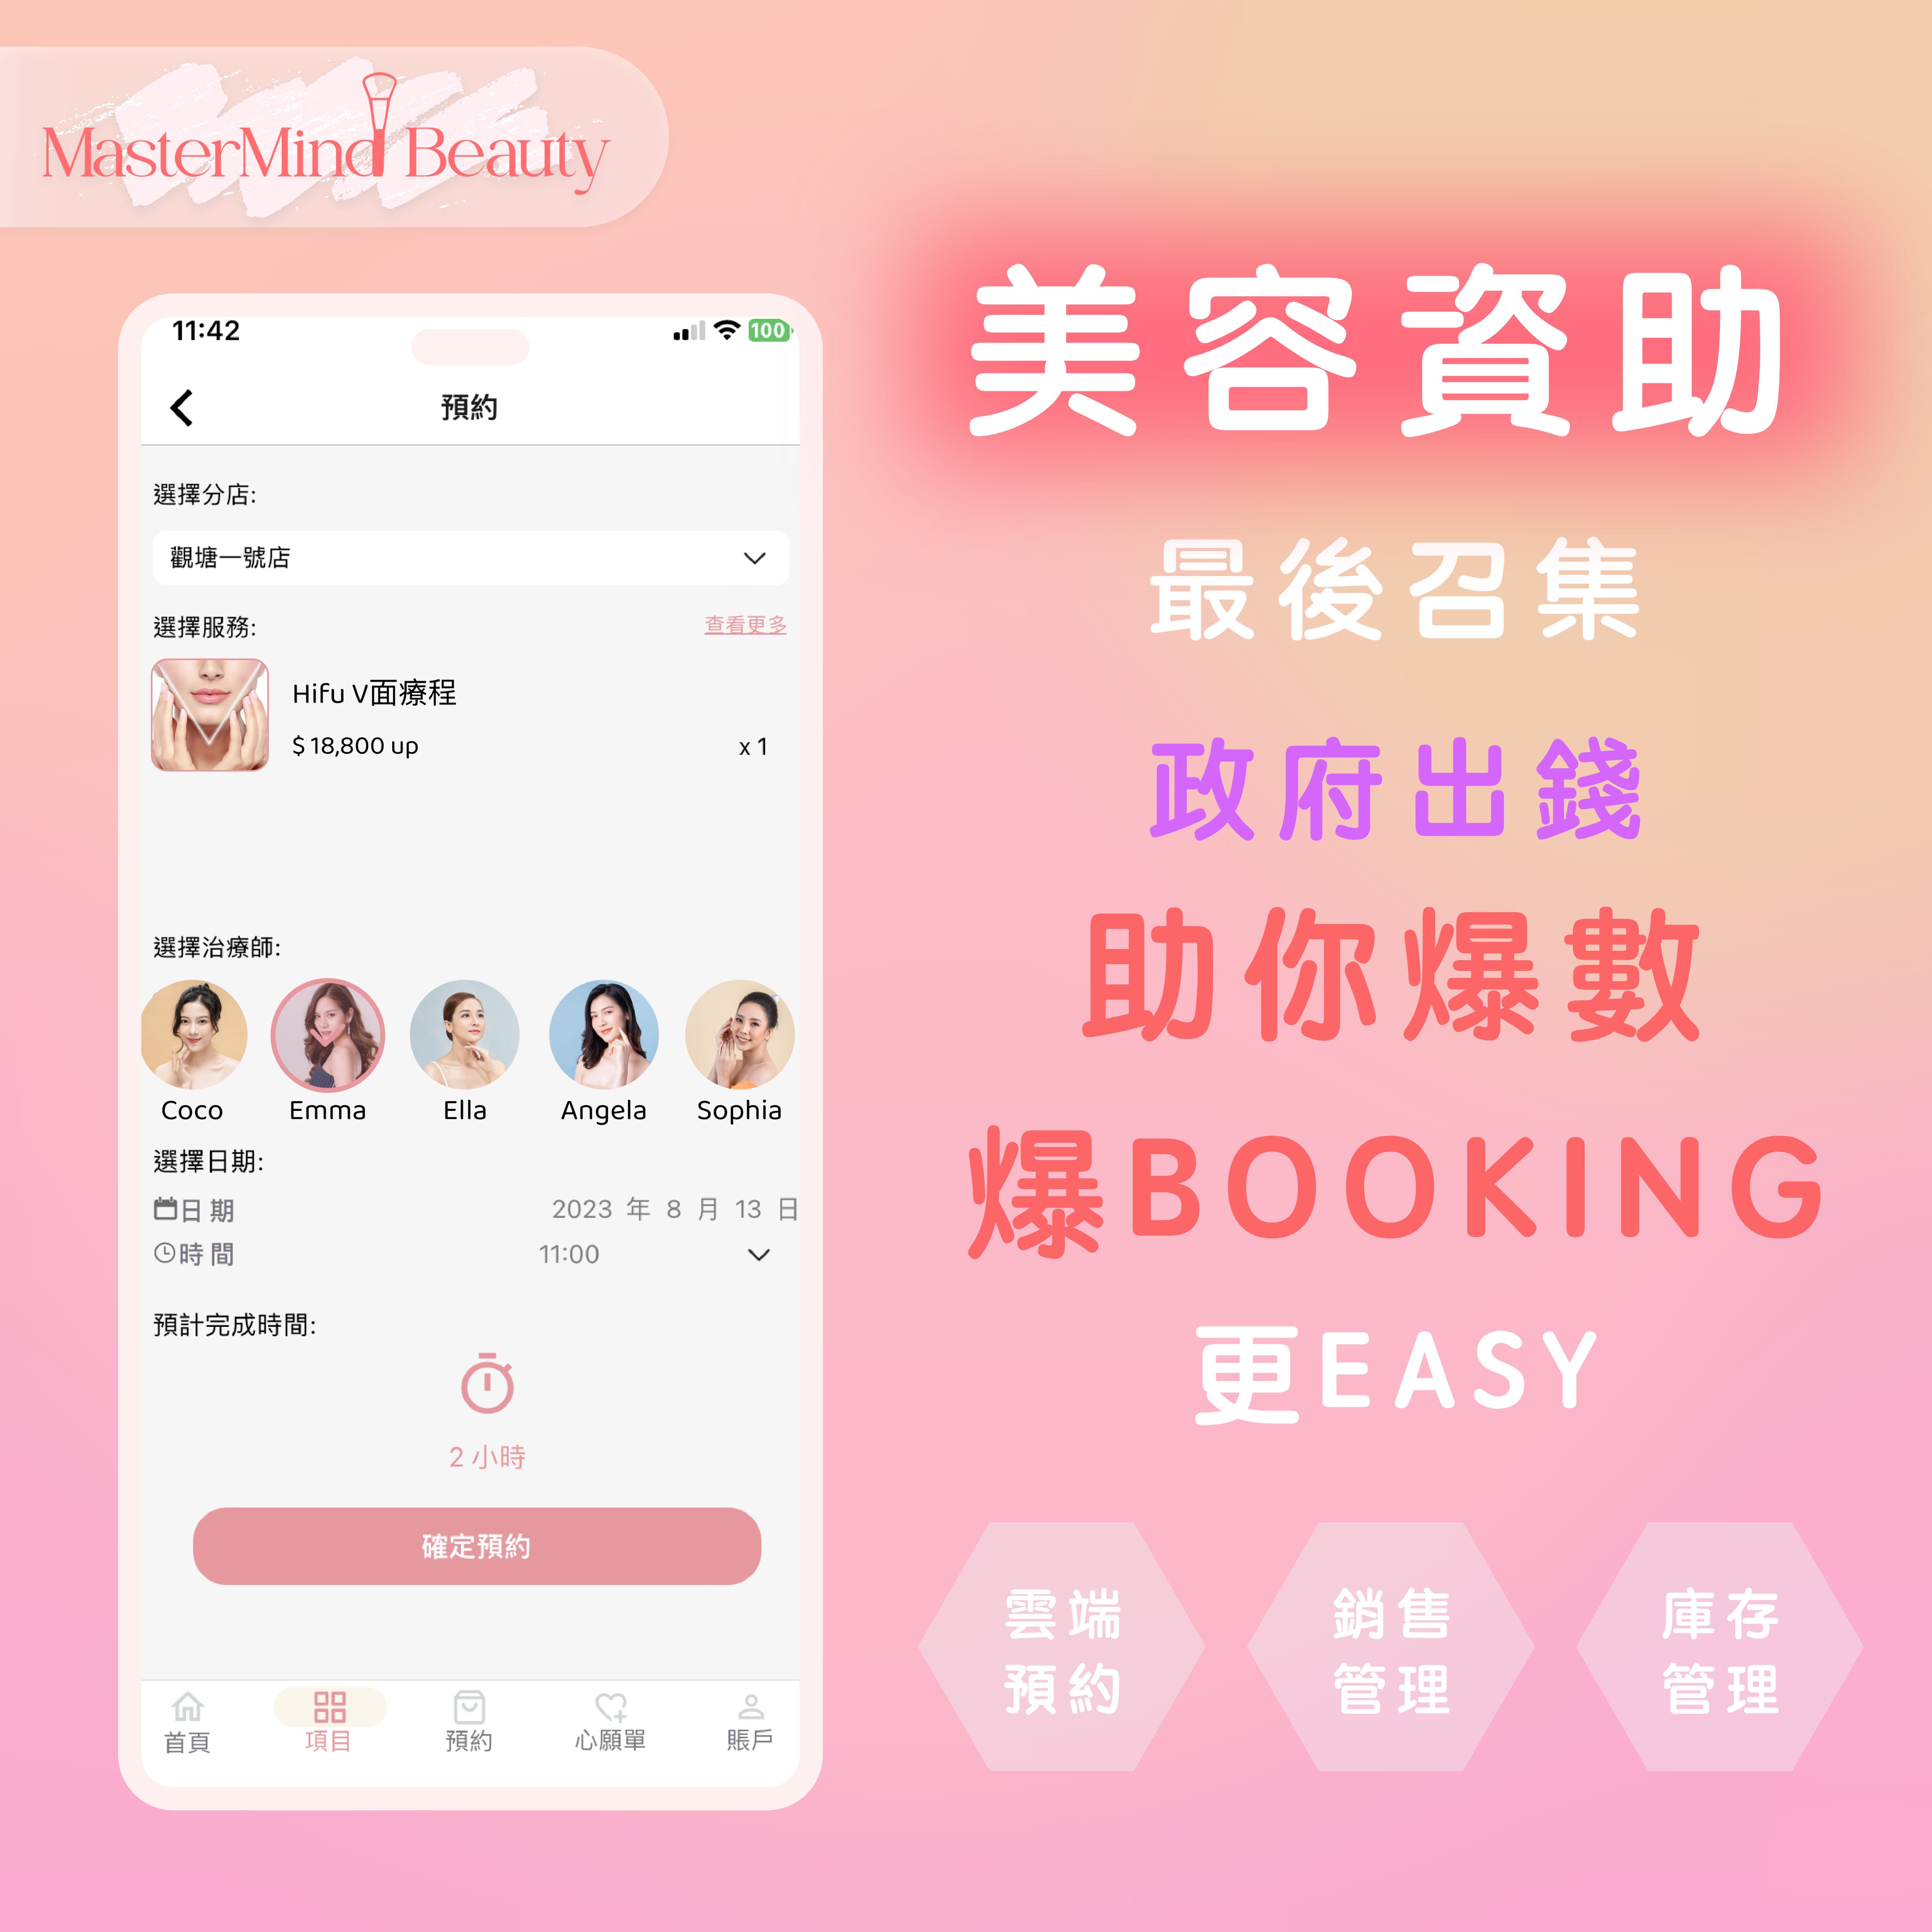 MasterMind Beauty
11:42
100
預約
選擇分店:
觀塘一號店
選擇服務:
查看更多
Hifu V面療程
$ 18,800 up
x 1
選擇治療師:
Coco
Emma
Ella
Angela
Sophia
選擇日期:
日期
2023 年 8 月 13 日
時間
11:00
預計完成時間:
2 小時
確定預約
首頁
項目
預約
心願單
賬戶
美容資助
最後召集
政府出錢
助你爆數
爆BOOKING
更EASY
雲端
預約
銷售
管理
庫存
管理